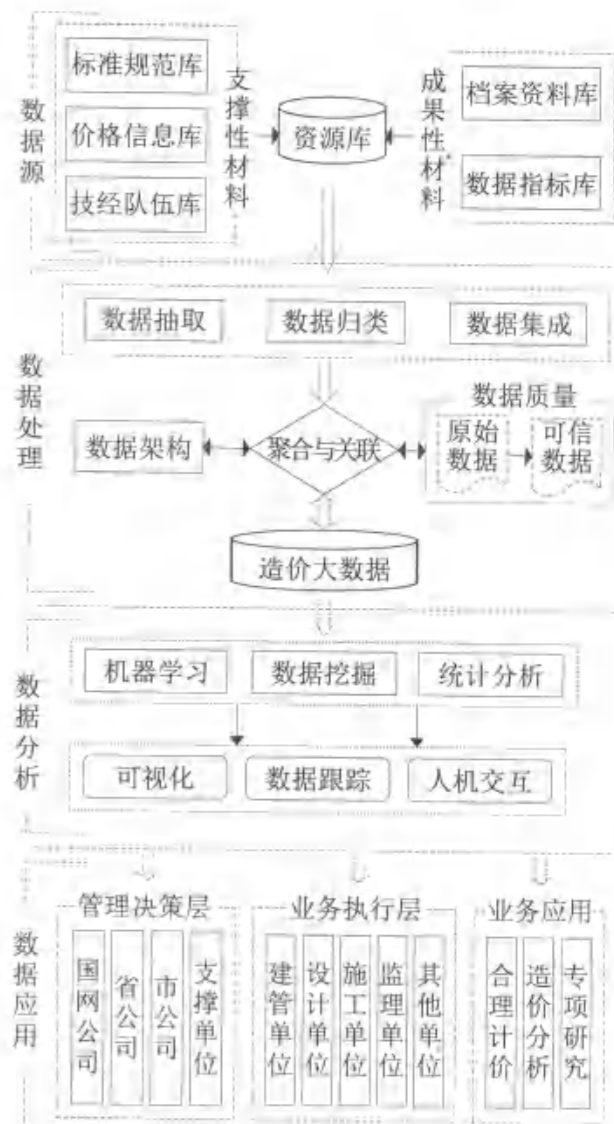 数据源
标准规范库
价格信息库
技经队伍库
支撑性材料
资源库
成果性材料
档案资料库
数据指标库
数据处理
数据抽取
数据归类
数据集成
数据架构
聚合与关联
数据质量
原始
数据
可信
数据
造价大数据
数据分析
机器学习
数据挖掘
统计分析
可视化
数据跟踪
人机交互
数据应用
管理决策层
国网公司
省公司
市公司
支撑单位
业务执行层
建管单位
设计单位
施工单位
监理单位
其他单位
业务应用
合理计价
造价分析
专项研究